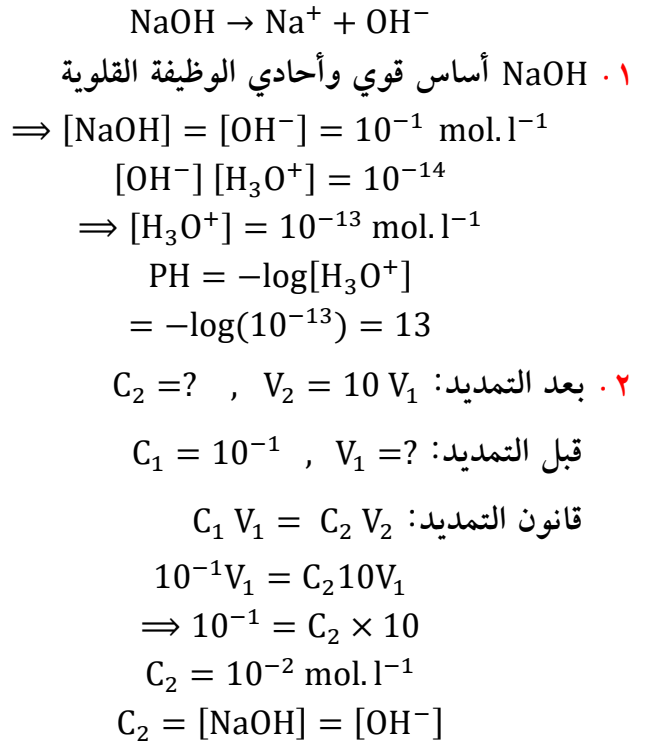 NaOH → Na⁺ + OH⁻
١. NaOH أساس قوي وأحادي الوظيفة القلوية
⟹ [NaOH] = [OH⁻] = 10⁻¹ mol.l⁻¹
[OH⁻] [H₃O⁺] = 10⁻¹⁴
⟹ [H₃O⁺] = 10⁻¹³ mol.l⁻¹
PH = −log[H₃O⁺]
= −log(10⁻¹³) = 13
٢. بعد التمديد: C₂ =? , V₂ = 10 V₁
قبل التمديد: C₁ = 10⁻¹ , V₁ =?
قانون التمديد: C₁ V₁ = C₂ V₂
10⁻¹V₁ = C₂10V₁
⟹ 10⁻¹ = C₂ × 10
C₂ = 10⁻² mol.l⁻¹
C₂ = [NaOH] = [OH⁻]